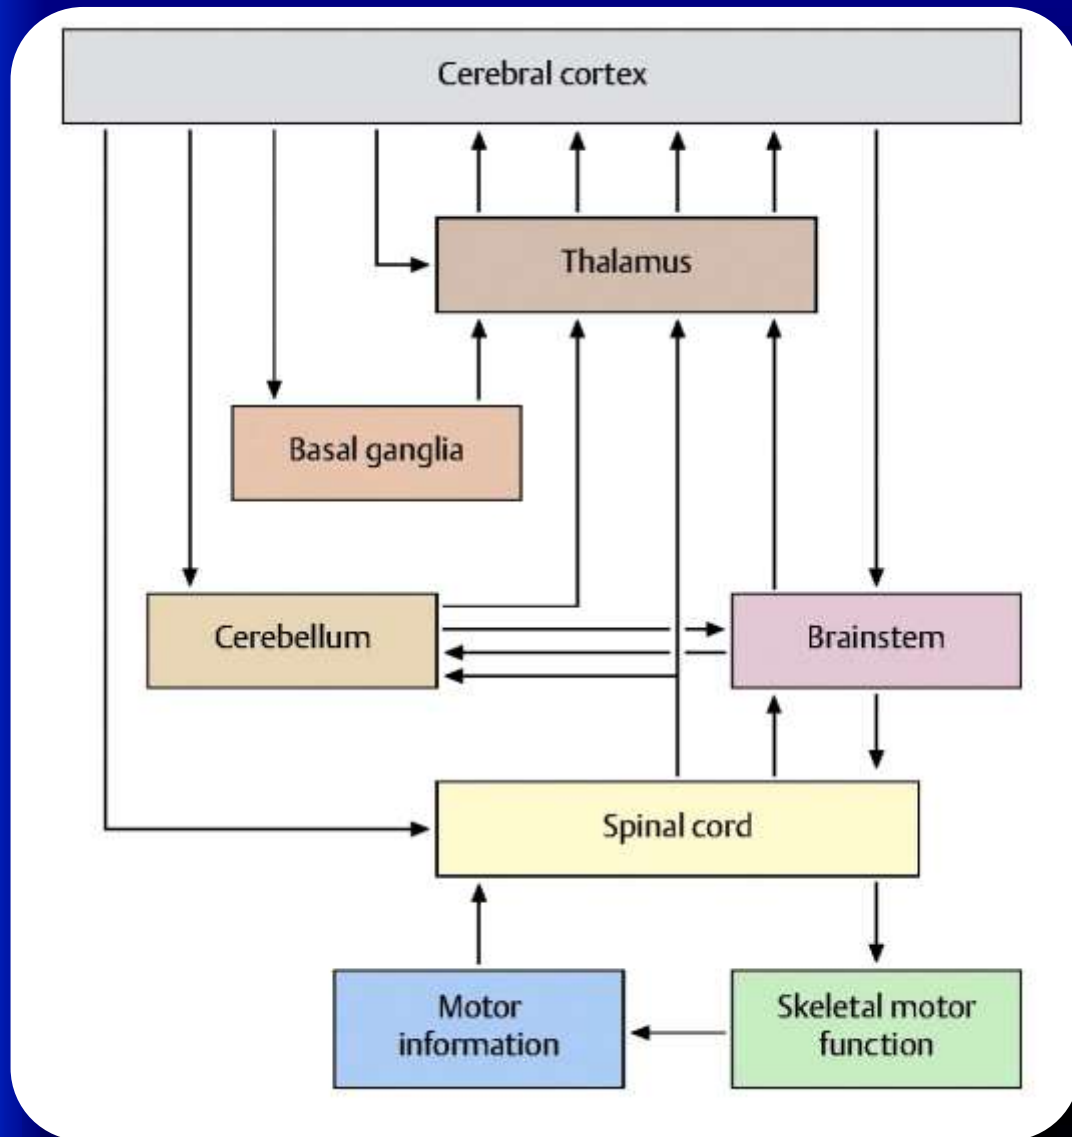 Cerebral cortex
Thalamus
Basal ganglia
Cerebellum
Brainstem
Spinal cord
Motor
information
Skeletal motor
function